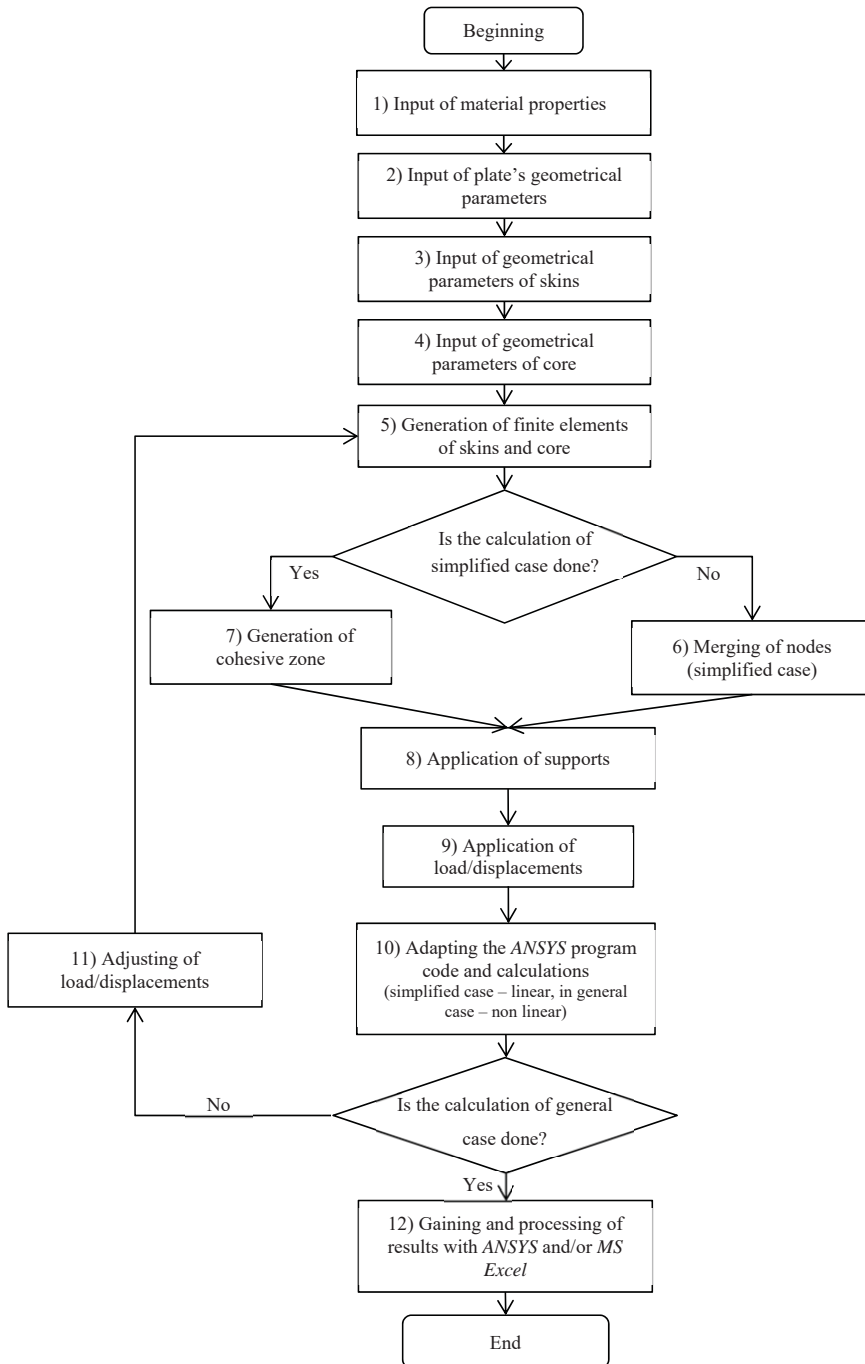 Beginning
1) Input of material properties
2) Input of plate’s geometrical
parameters
3) Input of geometrical
parameters of skins
4) Input of geometrical
parameters of core
5) Generation of finite elements
of skins and core
Is the calculation of
simplified case done?
Yes
No
7) Generation of
cohesive zone
6) Merging of nodes
(simplified case)
8) Application of supports
9) Application of
load/displacements
10) Adapting the ANSYS program
code and calculations
(simplified case – linear, in general
case – non linear)
11) Adjusting of
load/displacements
No
Is the calculation of general
case done?
Yes
12) Gaining and processing of
results with ANSYS and/or MS
Excel
End